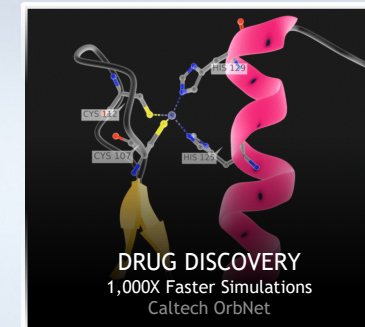 HIS 129
CYS 112
CYS 107
HIS 125
DRUG DISCOVERY
1,000X Faster Simulations
Caltech OrbNet